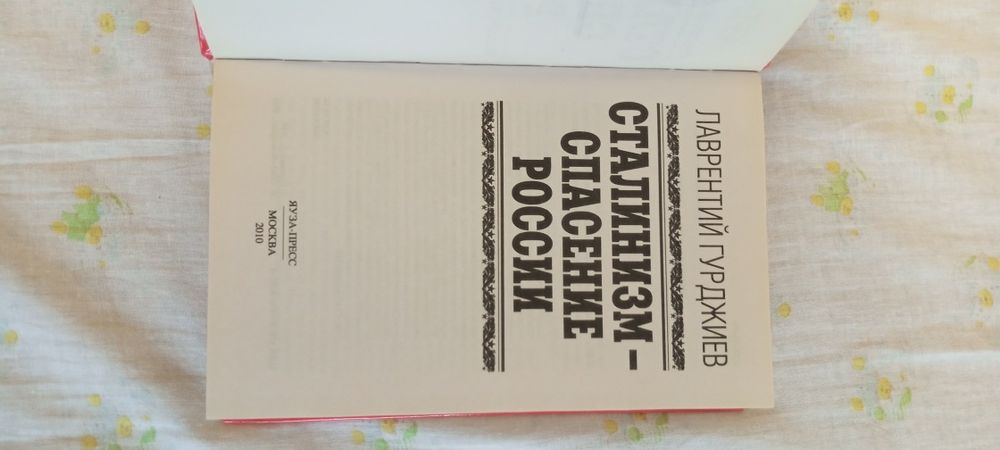 ЛАВРЕНТИЙ ГУРДЖИЕВ
СТАЛИНИЗМ –
СПАСЕНИЕ
РОССИИ
ЯУЗА-ПРЕСС
МОСКВА
2010